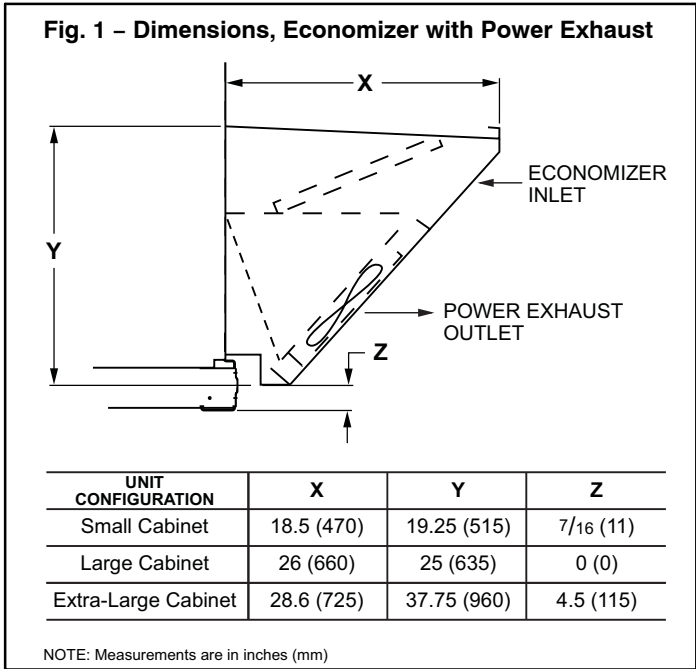 Fig. 1 – Dimensions, Economizer with Power Exhaust
X
ECONOMIZER
INLET
Y
POWER EXHAUST
OUTLET
Z
UNIT CONFIGURATION X Y Z
Small Cabinet 18.5 (470) 19.25 (515) 7/16 (11)
Large Cabinet 26 (660) 25 (635) 0 (0)
Extra-Large Cabinet 28.6 (725) 37.75 (960) 4.5 (115)
NOTE: Measurements are in inches (mm)